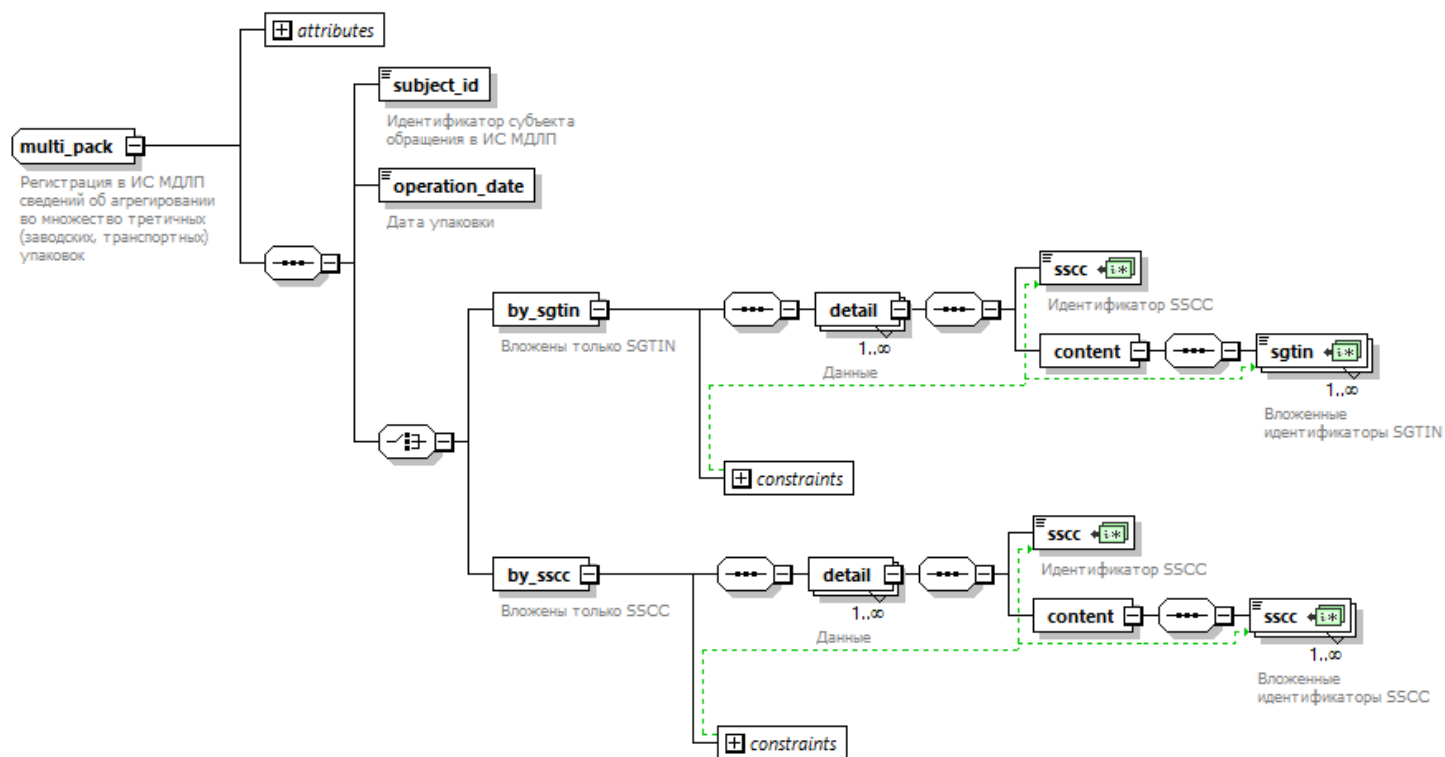 attributes
subject_id
Идентификатор субъекта
обращения в ИС МДЛП
multi_pack
Регистрация в ИС МДЛП
сведений об агрегировании
во множество третичных
(заводских, транспортных)
упаковок
operation_date
Дата упаковки
by_sgtin
Вложены только SGTIN
detail
1..∞
Данные
sscc
Идентификатор SSCC
content
sgtin
1..∞
Вложенные
идентификаторы SGTIN
constraints
by_sscc
Вложены только SSCC
detail
1..∞
Данные
sscc
Идентификатор SSCC
content
sscc
1..∞
Вложенные
идентификаторы SSCC
constraints